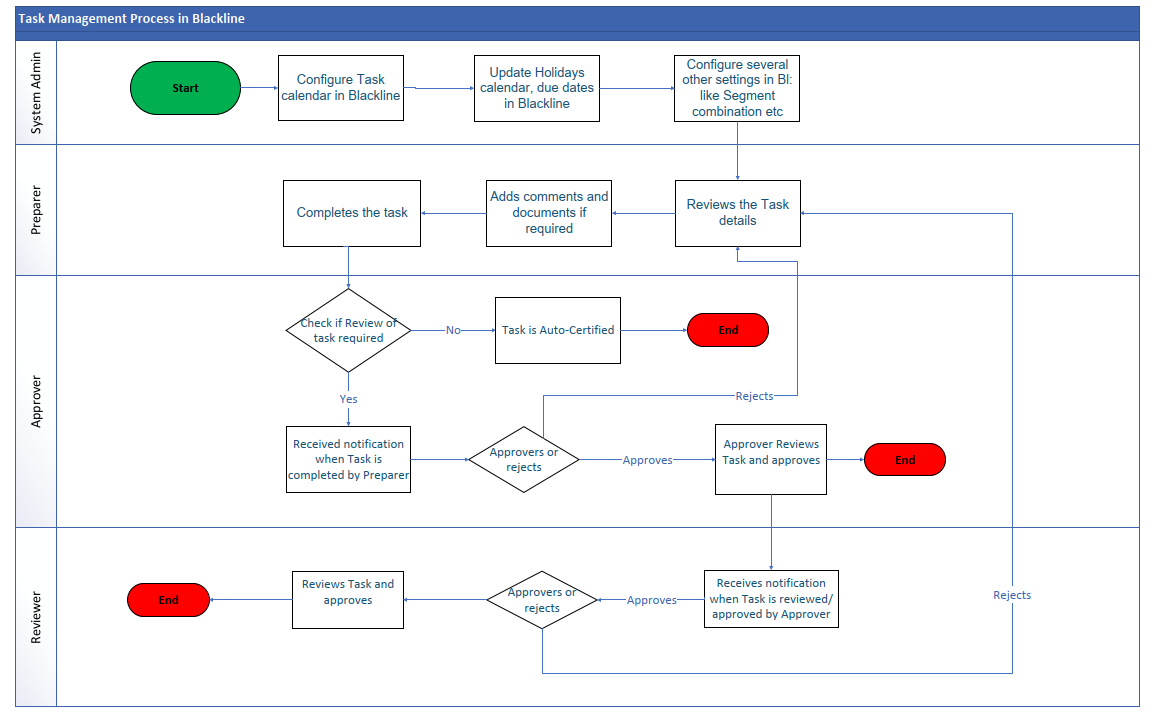 Task Management Process in Blackline
System Admin
Start
Configure Task
calendar in Blackline
Update Holidays
calendar, due dates
in Blackline
Configure several
other settings in Bl:
like Segment
combination etc
Preparer
Completes the task
Adds comments and
documents if
required
Reviews the Task
details
Approver
Check if Review of
task required
No
Task is Auto-Certified
End
Yes
Rejects
Received notification
when Task is
completed by Preparer
Approvers or
rejects
Approves
Approver Reviews
Task and approves
End
Reviewer
End
Reviews Task and
approves
Approvers or
rejects
Approves
Receives notification
when Task is reviewed/
approved by Approver
Rejects